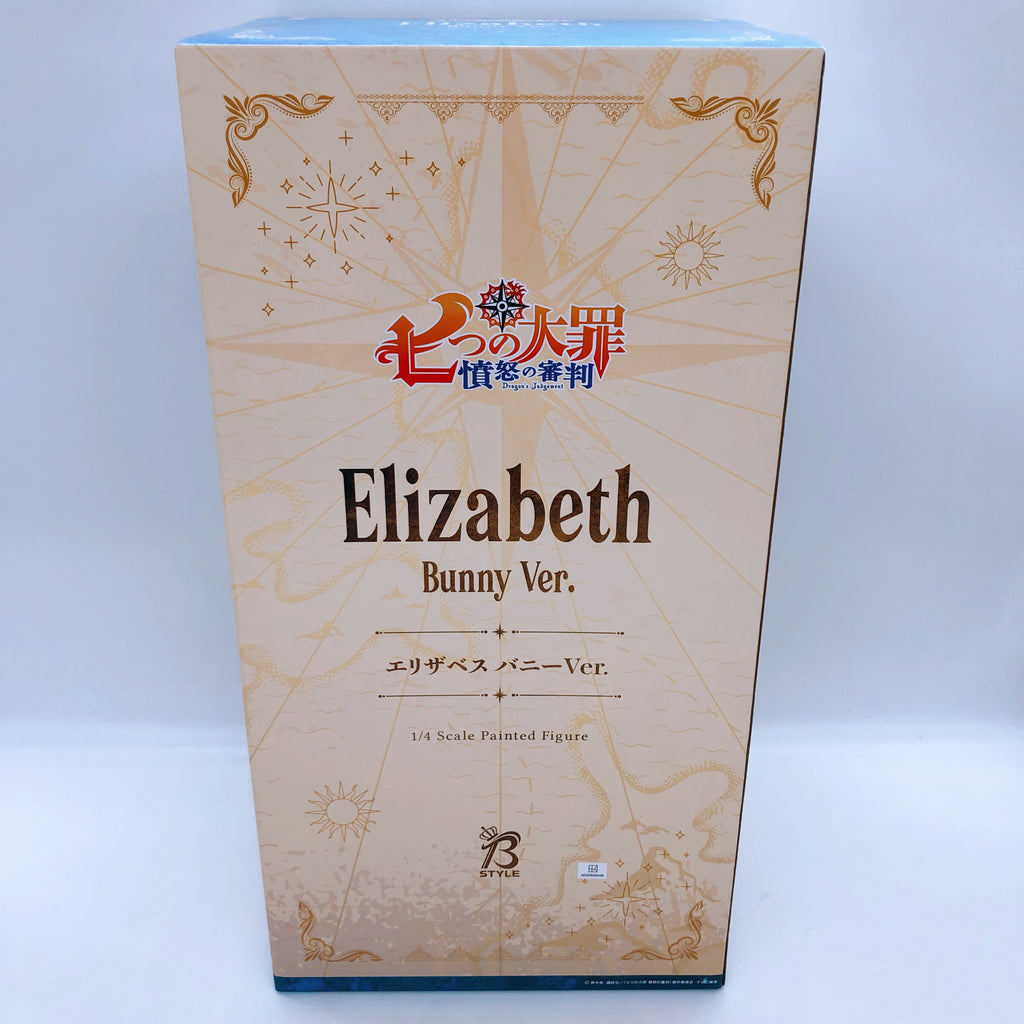 Elizabeth
七つの大罪
憤怒の審判
Dragon's Judgement
Elizabeth
Bunny Ver.
エリザベス バニーVer.
1/4 Scale Painted Figure
B
STYLE